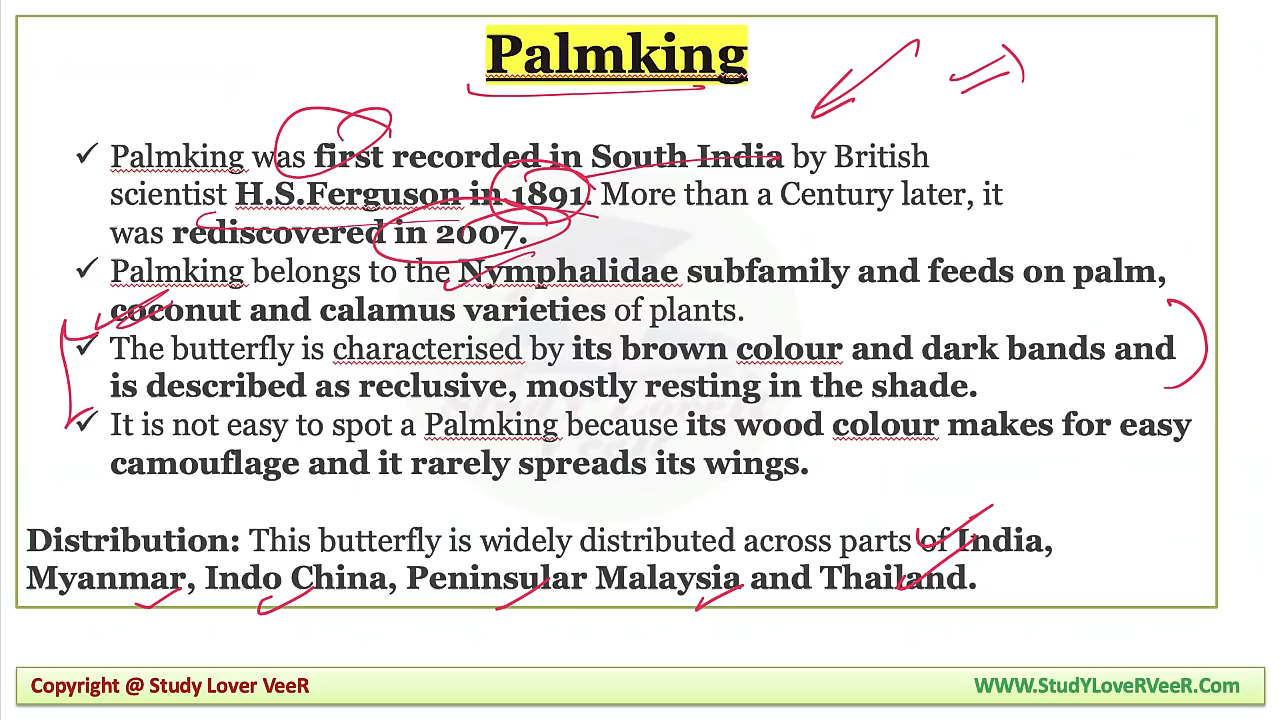 Palmking
✓ Palmking was first recorded in South India by British
scientist H.S.Ferguson in 1891. More than a Century later, it
was rediscovered in 2007.
✓ Palmking belongs to the Nymphalidae subfamily and feeds on palm,
coconut and calamus varieties of plants.
✓ The butterfly is characterised by its brown colour and dark bands and
is described as reclusive, mostly resting in the shade.
✓ It is not easy to spot a Palmking because its wood colour makes for easy
camouflage and it rarely spreads its wings.
Distribution: This butterfly is widely distributed across parts of India,
Myanmar, Indo China, Peninsular Malaysia and Thailand.
Copyright @ Study Lover VeeR
WWW.StudYLoveRVeeR.Com